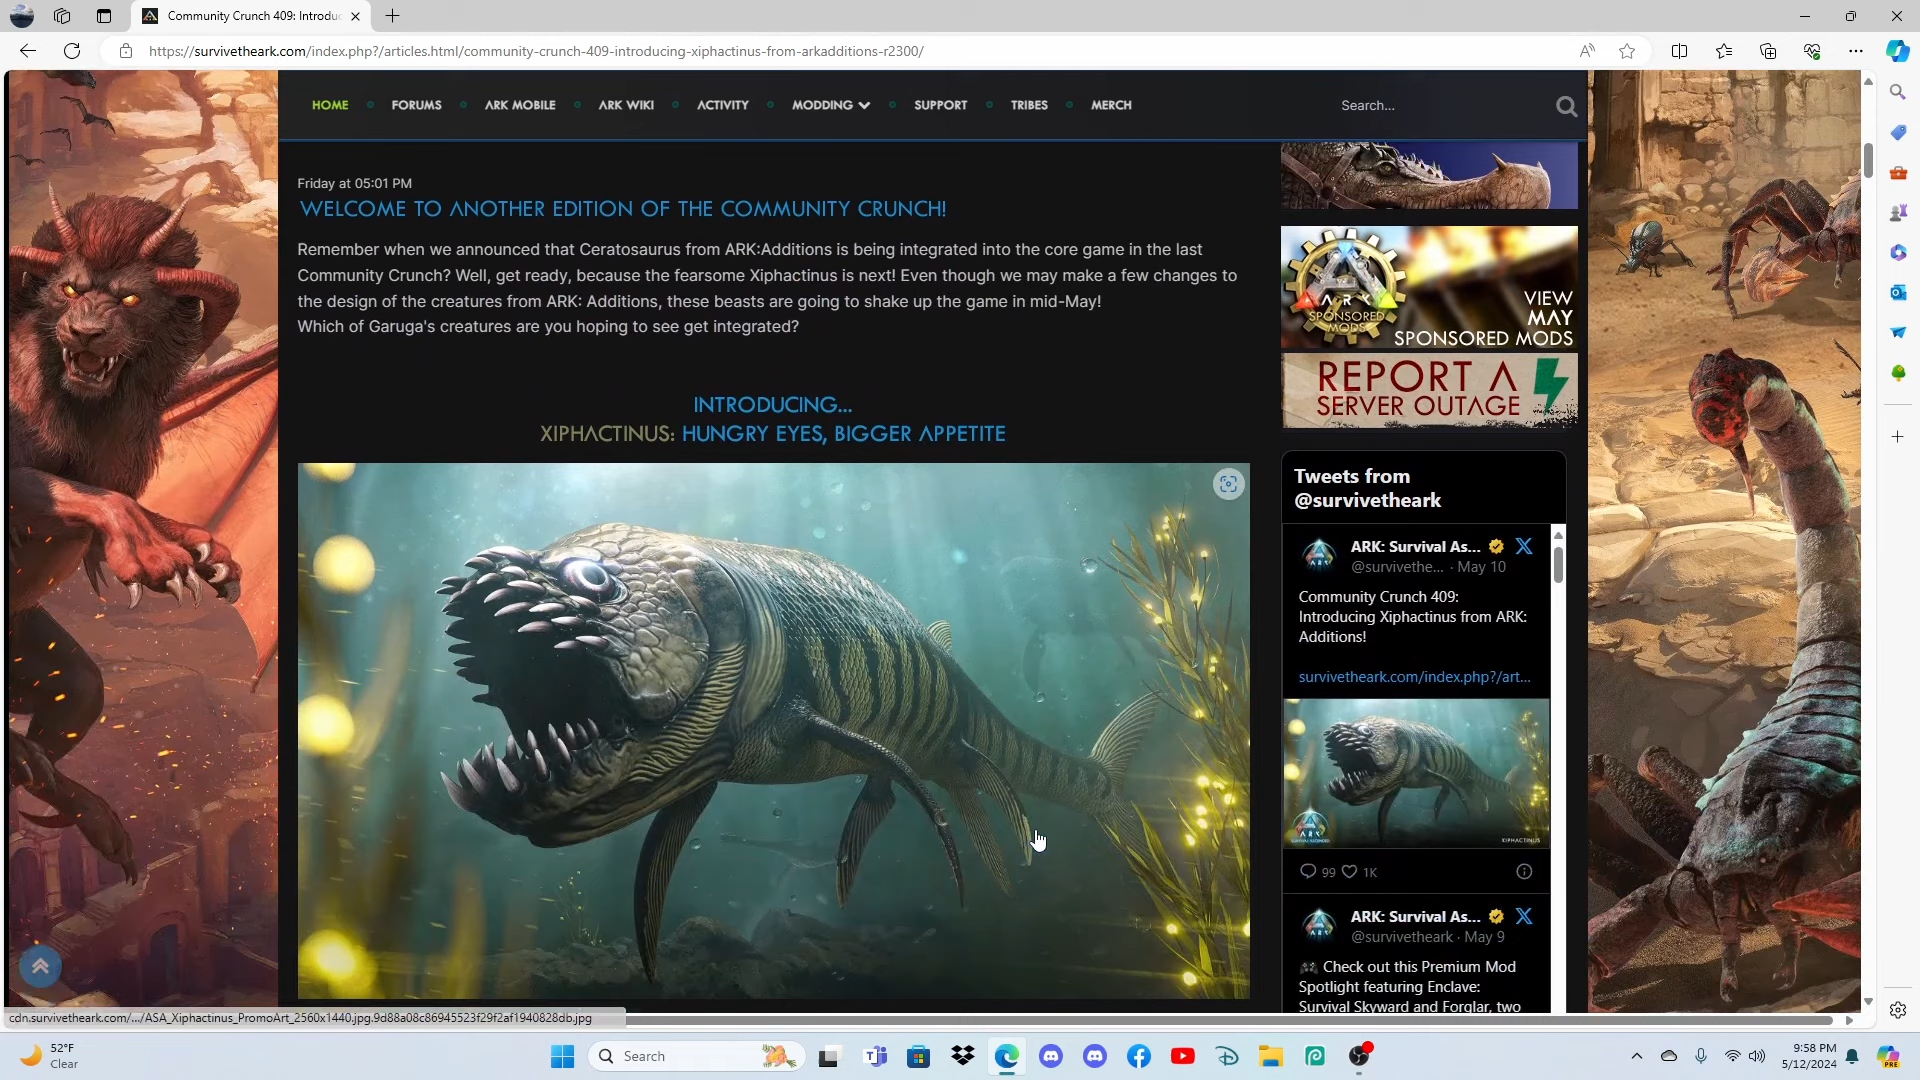 Community Crunch 409: Introduc
https://survivetheark.com/index.php?/articles.html/community-crunch-409-introducing-xiphactinus-from-arkadditions-r2300/
HOME
FORUMS
ARK MOBILE
ARK WIKI
ACTIVITY
MODDING
SUPPORT
TRIBES
MERCH
Search...
Friday at 05:01 PM
WELCOME TO ANOTHER EDITION OF THE COMMUNITY CRUNCH!
Remember when we announced that Ceratosaurus from ARK:Additions is being integrated into the core game in the last
Community Crunch? Well, get ready, because the fearsome Xiphactinus is next! Even though we may make a few changes to
the design of the creatures from ARK: Additions, these beasts are going to shake up the game in mid-May!
Which of Garuga's creatures are you hoping to see get integrated?
INTRODUCING...
XIPHACTINUS: HUNGRY EYES, BIGGER APPETITE
ARK
SPONSORED
MODS
VIEW
MAY
SPONSORED MODS
REPORT A
SERVER OUTAGE
Tweets from
@survivetheark
ARK: Survival As...
@survivethe... · May 10
Community Crunch 409:
Introducing Xiphactinus from ARK:
Additions!
survivetheark.com/index.php?/art...
ARK
SURVIVAL ASCENDED
XIPHACTINUS
99
1K
ARK: Survival As...
@survivetheark · May 9
Check out this Premium Mod
Spotlight featuring Enclave:
Survival Skyward and Forglar, two
cdn.survivetheark.com/.../ASA_Xiphactinus_PromoArt_2560x1440.jpg.9d88a08c86945523f29f2af1940828db.jpg
52°F
Clear
Search
9:58 PM
5/12/2024
PRE